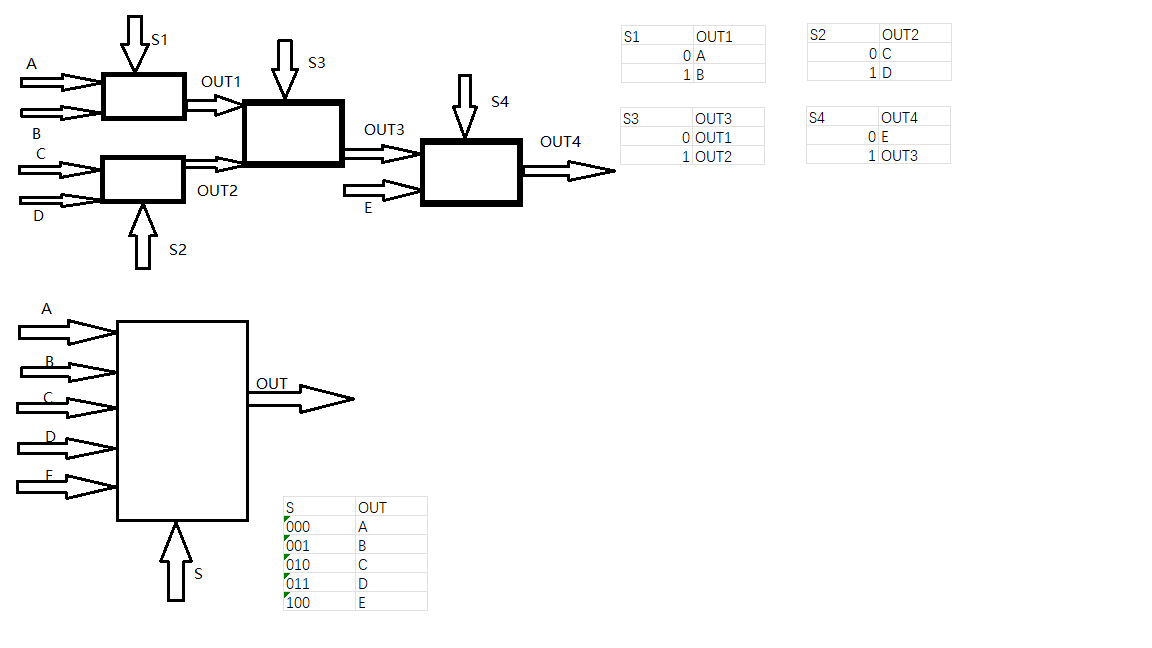 S1
A
B
OUT1
C
D
OUT2
S2
S3
OUT3
E
S4
OUT4
S1 OUT1
0 A
1 B
S2 OUT2
0 C
1 D
S3 OUT3
0 OUT1
1 OUT2
S4 OUT4
0 E
1 OUT3
A
B
C
D
E
OUT
S
S OUT
000 A
001 B
010 C
011 D
100 E